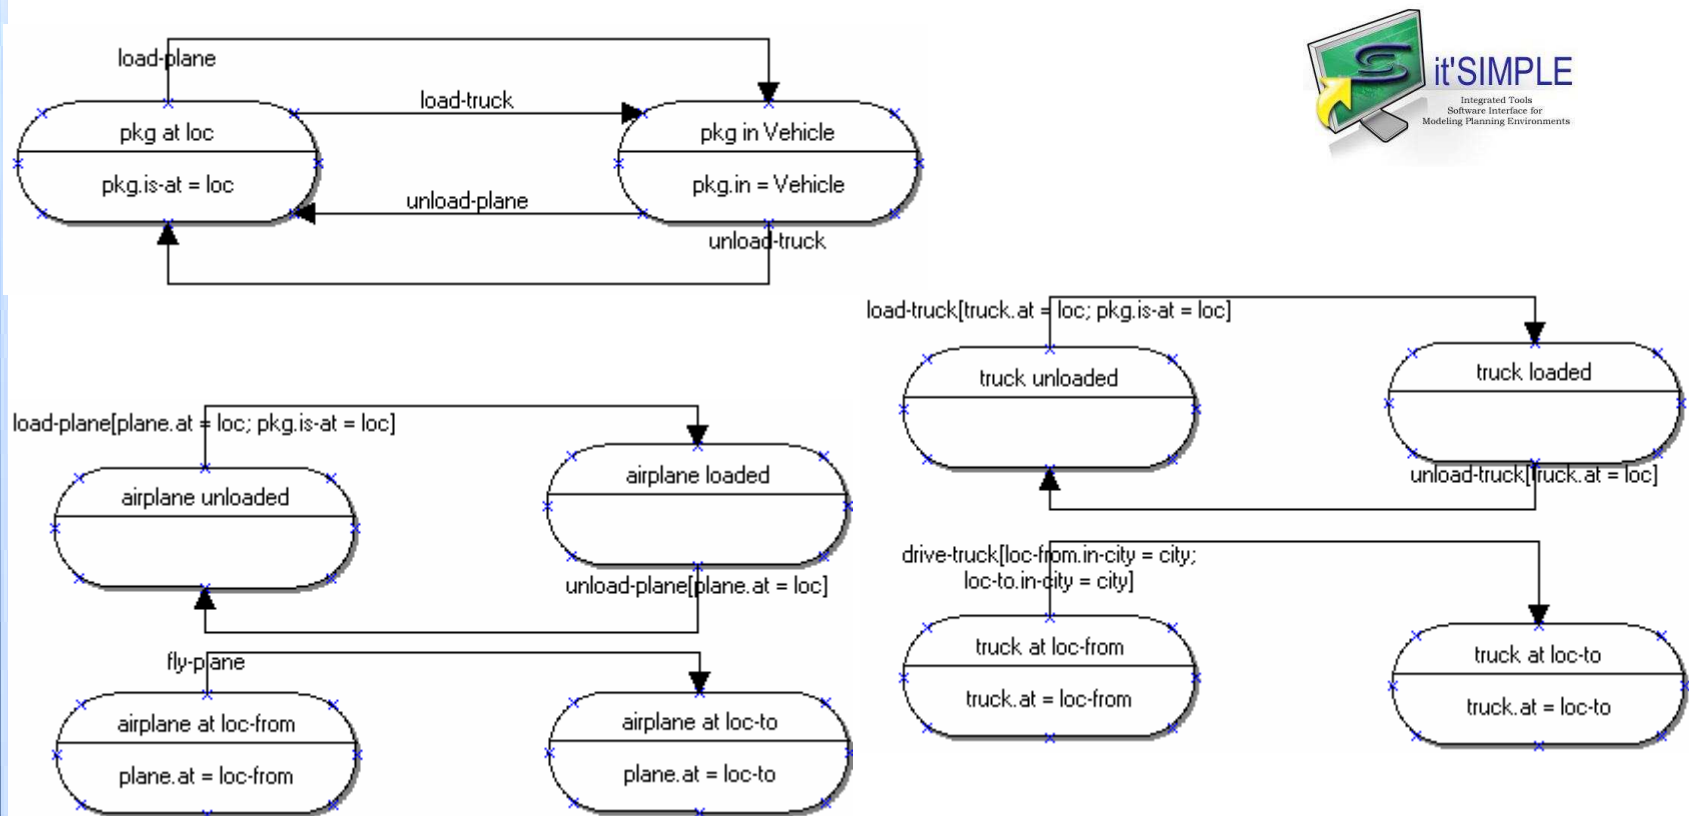 load-plane
load-truck
pkg at loc
pkg.is-at = loc
pkg in Vehicle
pkg.in = Vehicle
unload-plane
unload-truck
it'SIMPLE
Integrated Tools
Software Interface for
Modeling Planning Environments
load-plane[plane.at = loc; pkg.is-at = loc]
airplane unloaded
airplane loaded
unload-plane[plane.at = loc]
fly-plane
airplane at loc-from
plane.at = loc-from
airplane at loc-to
plane.at = loc-to
load-truck[truck.at = loc; pkg.is-at = loc]
truck unloaded
truck loaded
unload-truck[truck.at = loc]
drive-truck[loc-from.in-city = city;
loc-to.in-city = city]
truck at loc-from
truck.at = loc-from
truck at loc-to
truck.at = loc-to